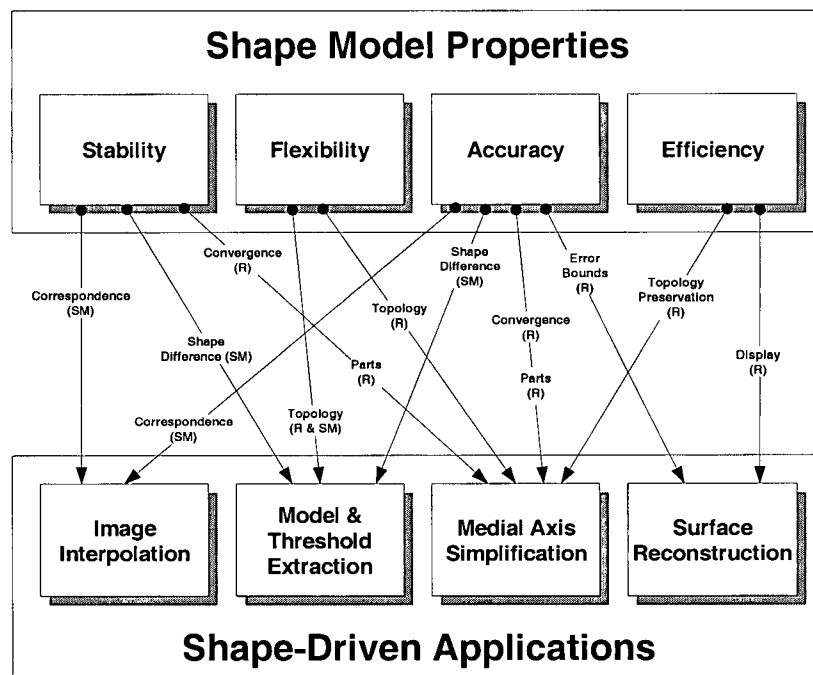 Shape Model Properties
Stability
Flexibility
Accuracy
Efficiency
Convergence
(R)
Shape
Difference
(SM)
Error
Bounds
(R)
Topology
Preservation
(R)
Correspondence
(SM)
Topology
(R)
Convergence
(R)
Shape
Difference (SM)
Parts
(R)
Parts
(R)
Display
(R)
Correspondence
(SM)
Topology
(R & SM)
Image
Interpolation
Model &
Threshold
Extraction
Medial Axis
Simplification
Surface
Reconstruction
Shape-Driven Applications